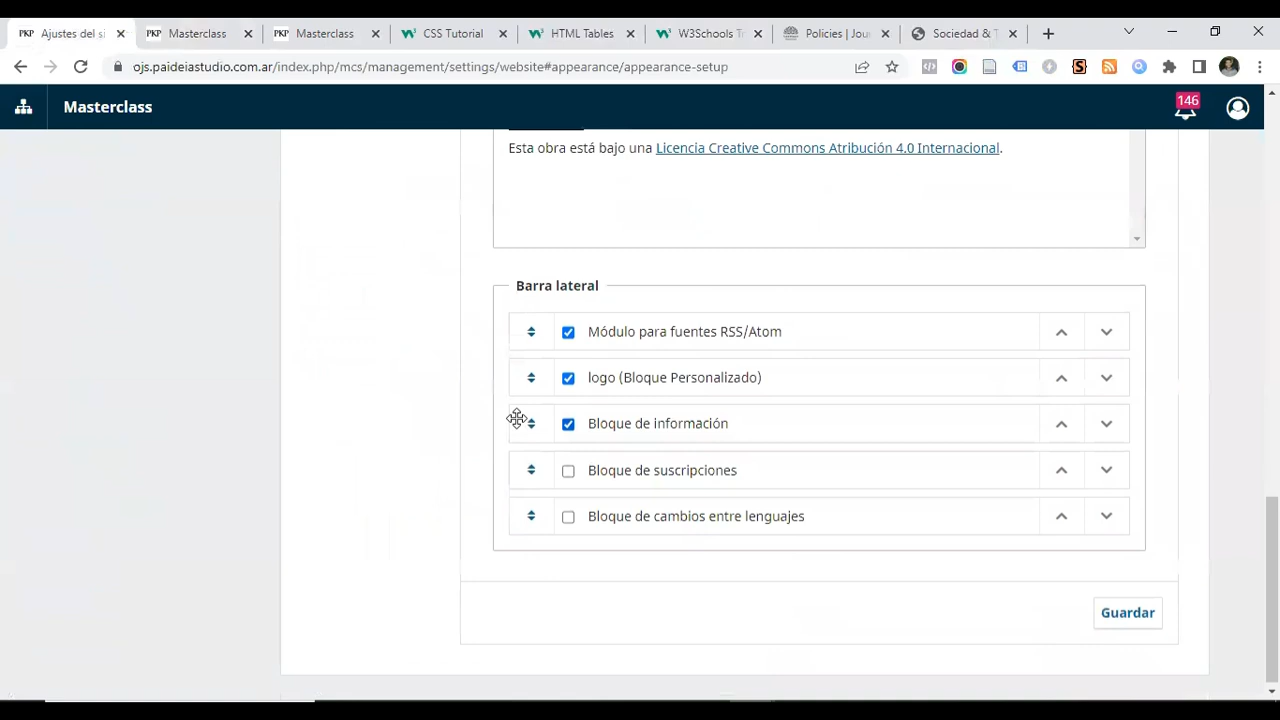 PKP Ajustes del si
PKP Masterclass
PKP Masterclass
CSS Tutorial
HTML Tables
W3Schools Tr
Policies | Jou
Sociedad & T
ojs.paideiastudio.com.ar/index.php/mcs/management/settings/website#appearance/appearance-setup
Masterclass
146
Esta obra está bajo una Licencia Creative Commons Atribución 4.0 Internacional.
Barra lateral
Módulo para fuentes RSS/Atom
logo (Bloque Personalizado)
Bloque de información
Bloque de suscripciones
Bloque de cambios entre lenguajes
Guardar